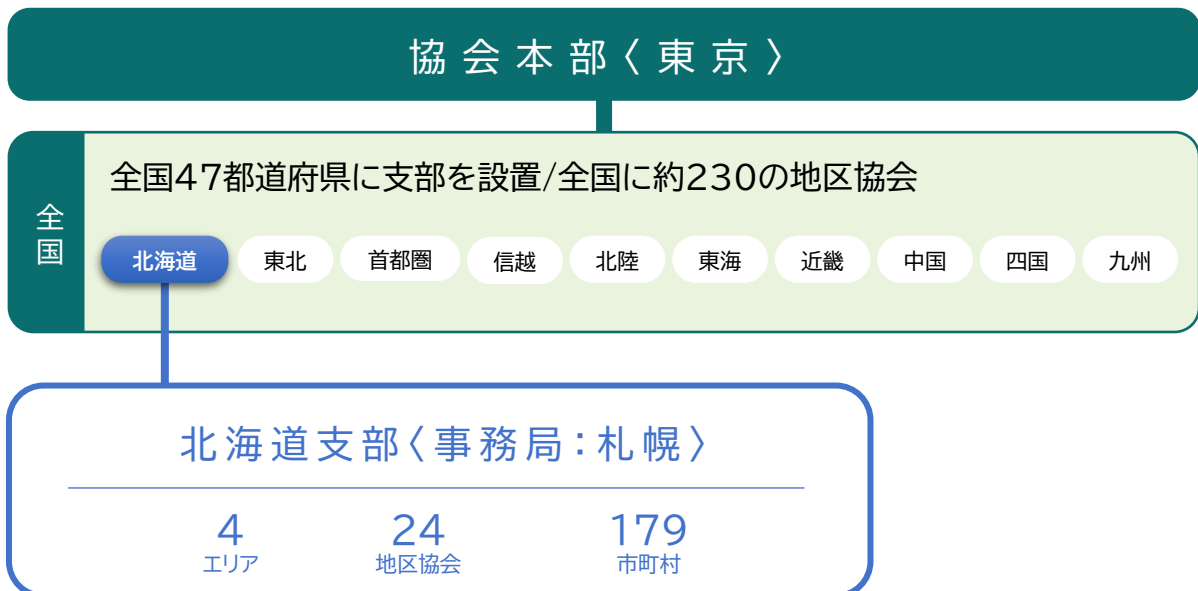 協会本部〈東京〉
全国
全国47都道府県に支部を設置/全国に約230の地区協会
北海道 東北 首都圏 信越 北陸 東海 近畿 中国 四国 九州
北海道支部〈事務局：札幌〉
4 24 179
エリア 地区協会 市町村